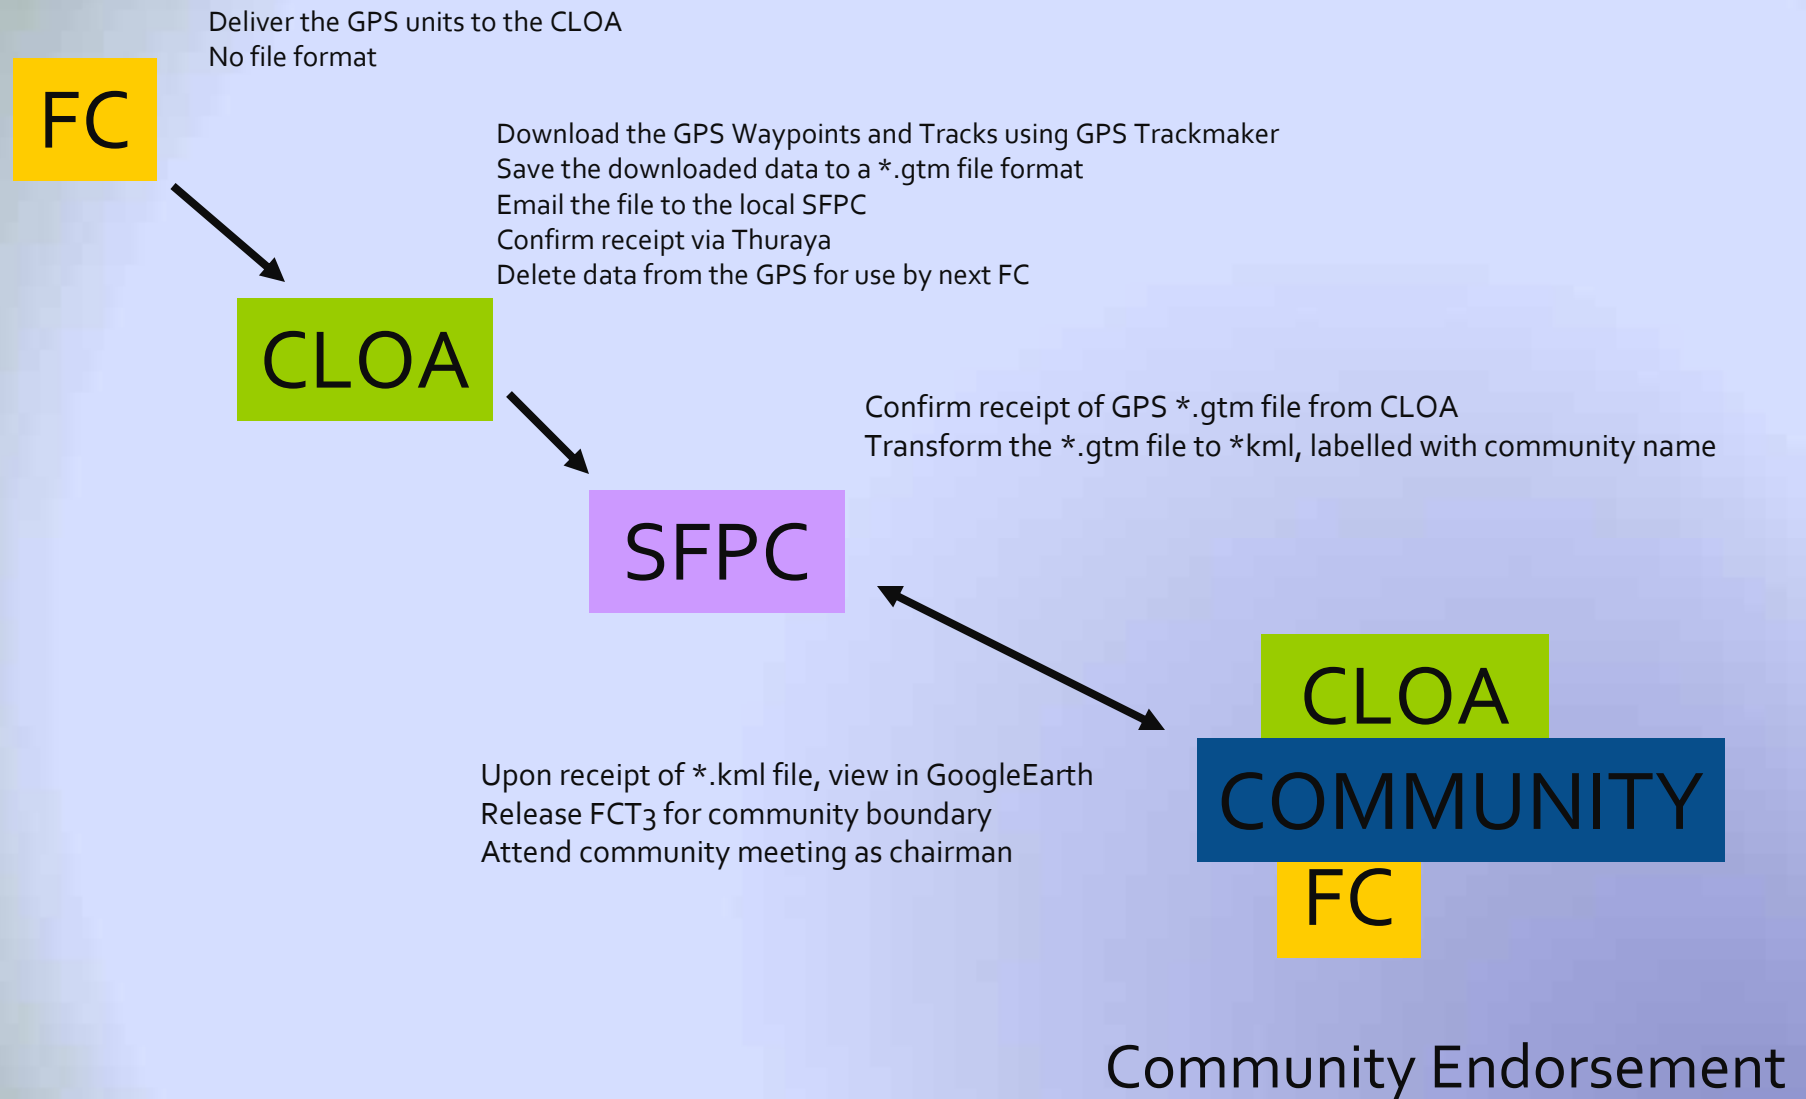 Deliver the GPS units to the CLOA
No file format
FC
Download the GPS Waypoints and Tracks using GPS Trackmaker
Save the downloaded data to a *.gtm file format
Email the file to the local SFPC
Confirm receipt via Thuraya
Delete data from the GPS for use by next FC
CLOA
Confirm receipt of GPS *.gtm file from CLOA
Transform the *.gtm file to *kml, labelled with community name
SFPC
CLOA
Upon receipt of *.kml file, view in GoogleEarth
Release FCT3 for community boundary
Attend community meeting as chairman
COMMUNITY
FC
Community Endorsement